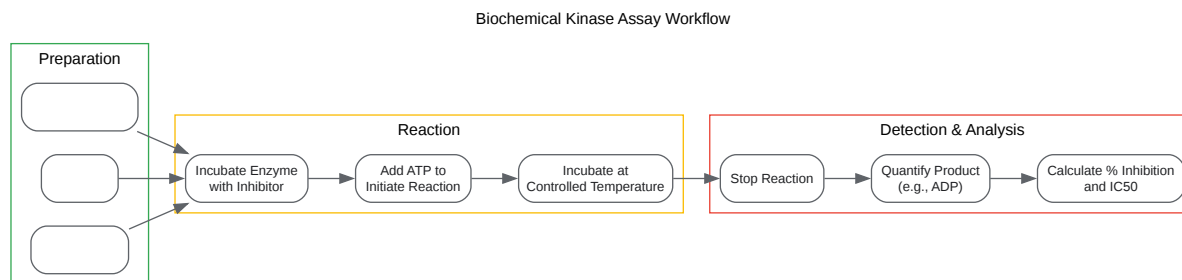 Biochemical Kinase Assay Workflow
Preparation
Reaction
Incubate Enzyme
with Inhibitor
Add ATP to
Initiate Reaction
Incubate at
Controlled Temperature
Detection & Analysis
Stop Reaction
Quantify Product
(e.g., ADP)
Calculate % Inhibition
and IC50